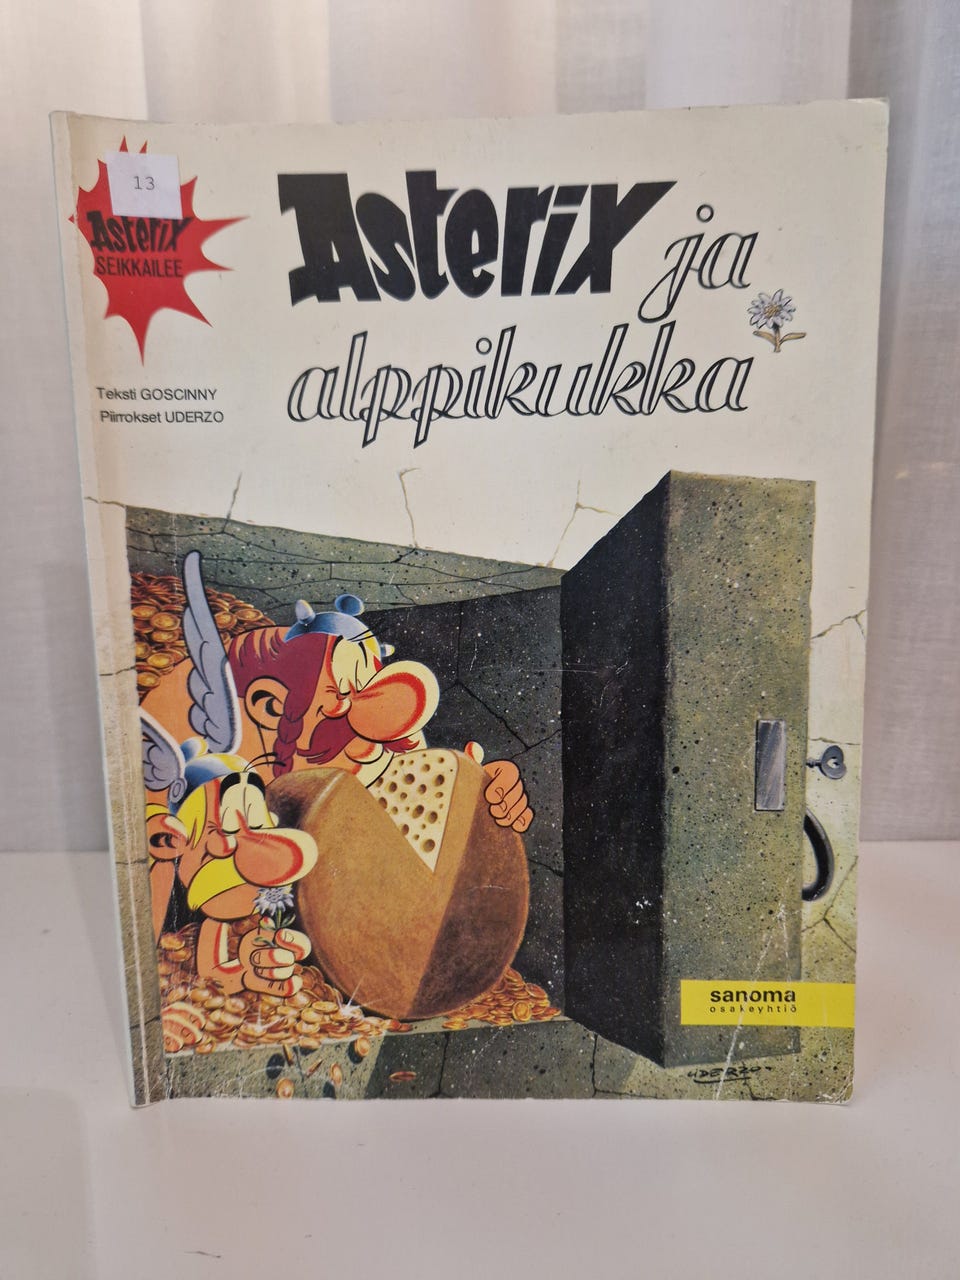 13
Asterix
SEIKKAILEE
Asterix ja
alppikukka
Teksti GOSCINNY
Piirrokset UDERZO
sanoma
osakeyhtiö
UDERZO